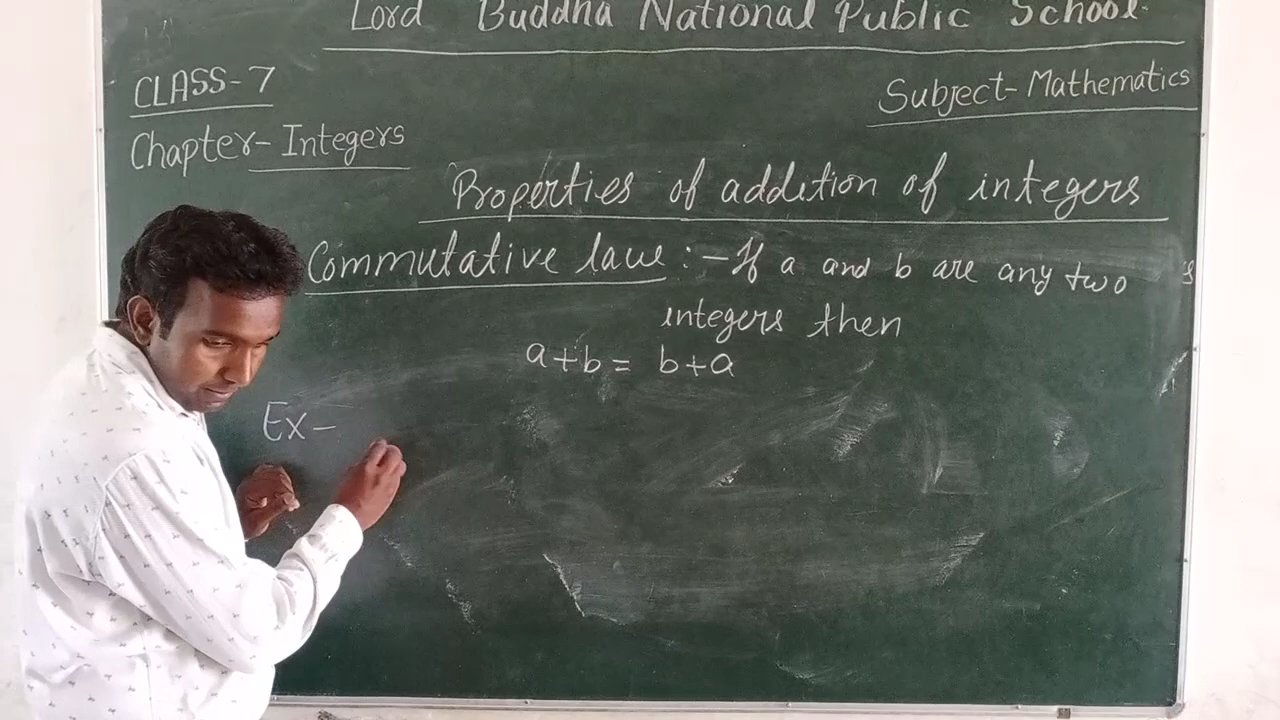 Lord Buddha National Public School.
CLASS-7
Subject-Mathematics
Chapter-Integers
Properties of addition of integers
Commutative law :- If a and b are any two
integers then
a+b = b+a
Ex-